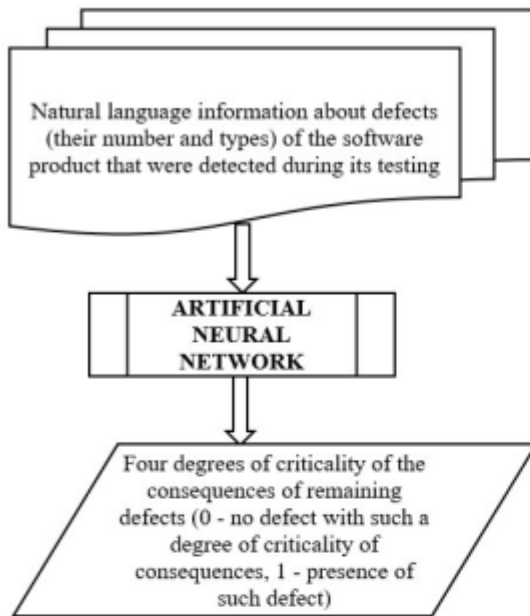 Natural language information about defects
(their number and types) of the software
product that were detected during its testing
ARTIFICIAL
NEURAL
NETWORK
Four degrees of criticality of the
consequences of remaining
defects (0 - no defect with such a
degree of criticality of
consequences, 1 - presence of
such defect)